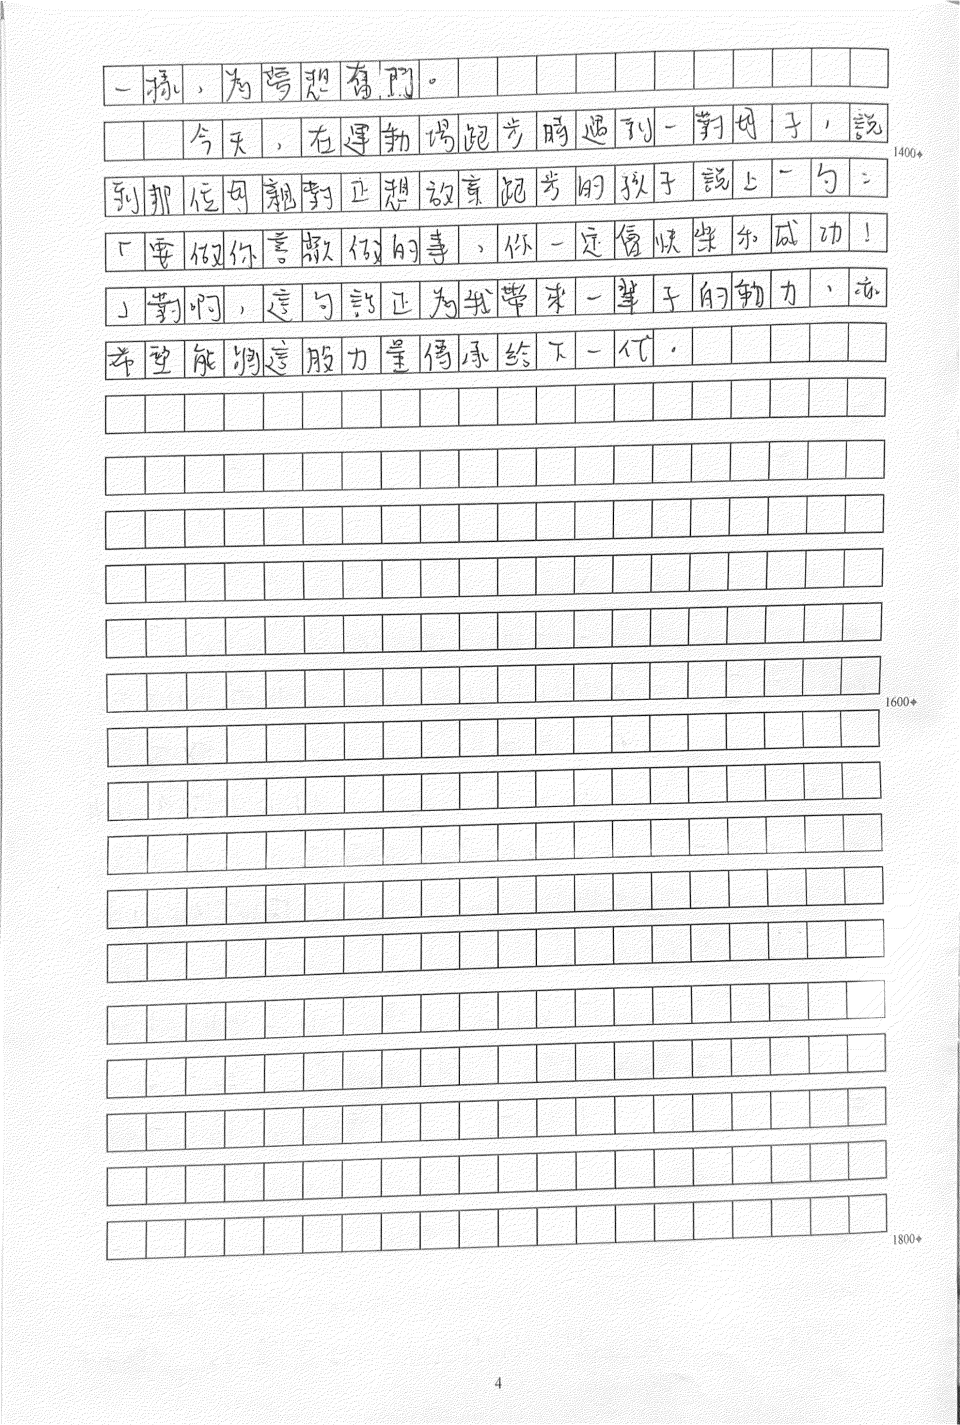 一樣，為夢想奮鬥。
今天，在運動場跑步時遇到一對母子，說
1400
到那位母親對正想放棄跑步的孩子說上一句：
「要做你喜歡做的事，你一定會快樂和成功！
」對啊，這句話正為我帶來一輩子的動力，亦
希望能夠這股力量傳承給下一代。
1600
1800
4